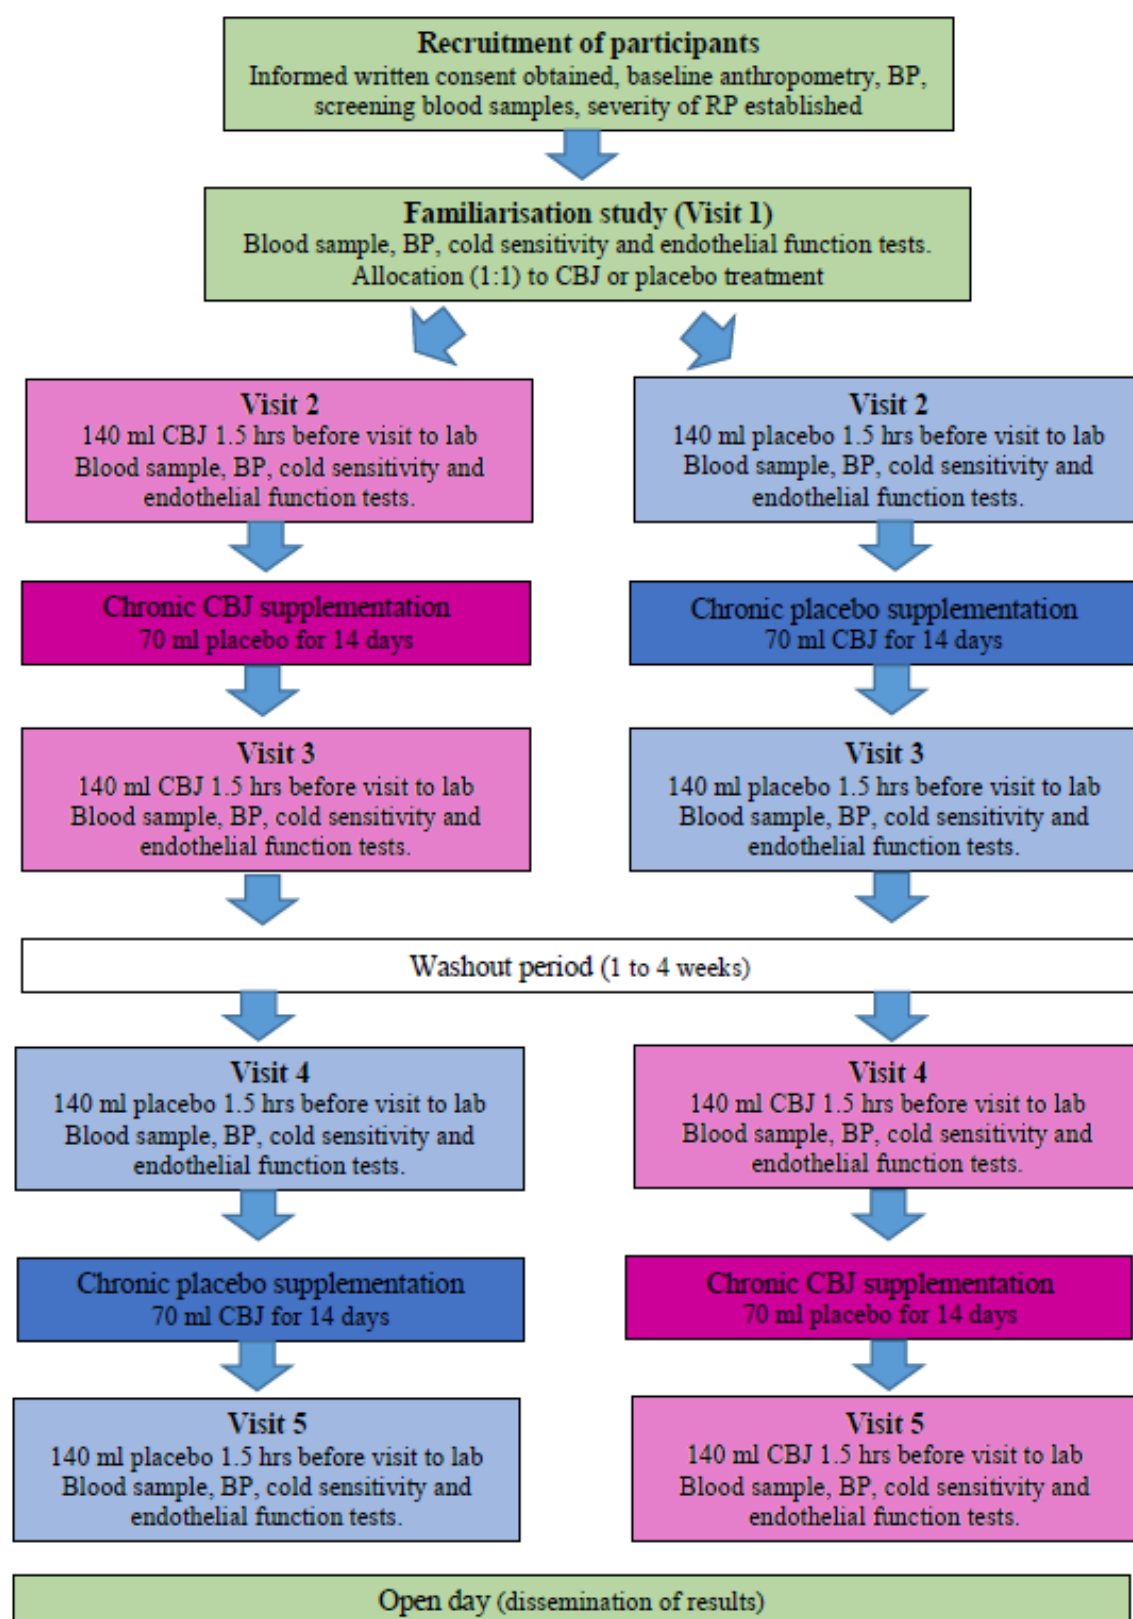 Recruitment of participants
Informed written consent obtained, baseline anthropometry, BP,
screening blood samples, severity of RP established
Familiarisation study (Visit 1)
Blood sample, BP, cold sensitivity and endothelial function tests.
Allocation (1:1) to CBJ or placebo treatment
Visit 2
140 ml CBJ 1.5 hrs before visit to lab
Blood sample, BP, cold sensitivity and
endothelial function tests.
Visit 2
140 ml placebo 1.5 hrs before visit to lab
Blood sample, BP, cold sensitivity and
endothelial function tests.
Chronic CBJ supplementation
70 ml placebo for 14 days
Chronic placebo supplementation
70 ml CBJ for 14 days
Visit 3
140 ml CBJ 1.5 hrs before visit to lab
Blood sample, BP, cold sensitivity and
endothelial function tests.
Visit 3
140 ml placebo 1.5 hrs before visit to lab
Blood sample, BP, cold sensitivity and
endothelial function tests.
Washout period (1 to 4 weeks)
Visit 4
140 ml placebo 1.5 hrs before visit to lab
Blood sample, BP, cold sensitivity and
endothelial function tests.
Visit 4
140 ml CBJ 1.5 hrs before visit to lab
Blood sample, BP, cold sensitivity and
endothelial function tests.
Chronic placebo supplementation
70 ml CBJ for 14 days
Chronic CBJ supplementation
70 ml placebo for 14 days
Visit 5
140 ml placebo 1.5 hrs before visit to lab
Blood sample, BP, cold sensitivity and
endothelial function tests.
Visit 5
140 ml CBJ 1.5 hrs before visit to lab
Blood sample, BP, cold sensitivity and
endothelial function tests.
Open day (dissemination of results)